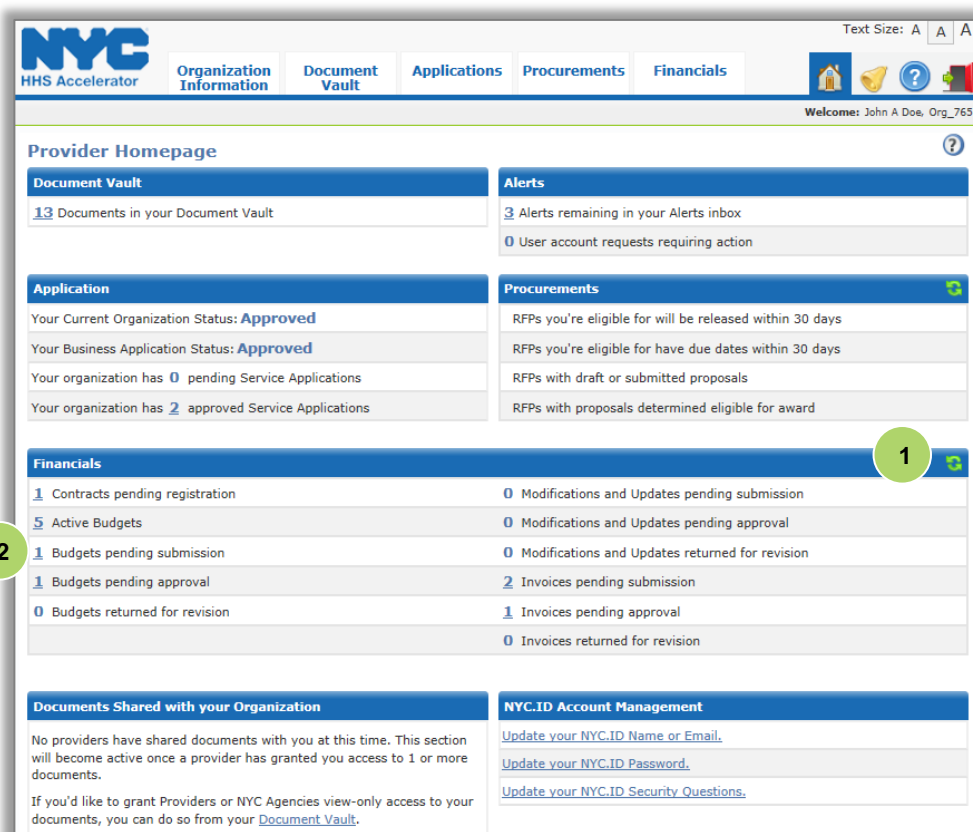 Text Size: A A A
NYC
HHS Accelerator
Organization Information
Document Vault
Applications
Procurements
Financials
?
Welcome: John A Doe, Org_765
Provider Homepage
?
Document Vault
13 Documents in your Document Vault
Alerts
3 Alerts remaining in your Alerts inbox
0 User account requests requiring action
Application
Your Current Organization Status: Approved
Your Business Application Status: Approved
Your organization has 0 pending Service Applications
Your organization has 2 approved Service Applications
Procurements
RFPs you're eligible for will be released within 30 days
RFPs you're eligible for have due dates within 30 days
RFPs with draft or submitted proposals
RFPs with proposals determined eligible for award
Financials
1
1 Contracts pending registration
5 Active Budgets
2
1 Budgets pending submission
1 Budgets pending approval
0 Budgets returned for revision
0 Modifications and Updates pending submission
0 Modifications and Updates pending approval
0 Modifications and Updates returned for revision
2 Invoices pending submission
1 Invoices pending approval
0 Invoices returned for revision
Documents Shared with your Organization
No providers have shared documents with you at this time. This section
will become active once a provider has granted you access to 1 or more
documents.
If you'd like to grant Providers or NYC Agencies view-only access to your
documents, you can do so from your Document Vault.
NYC.ID Account Management
Update your NYC.ID Name or Email.
Update your NYC.ID Password.
Update your NYC.ID Security Questions.